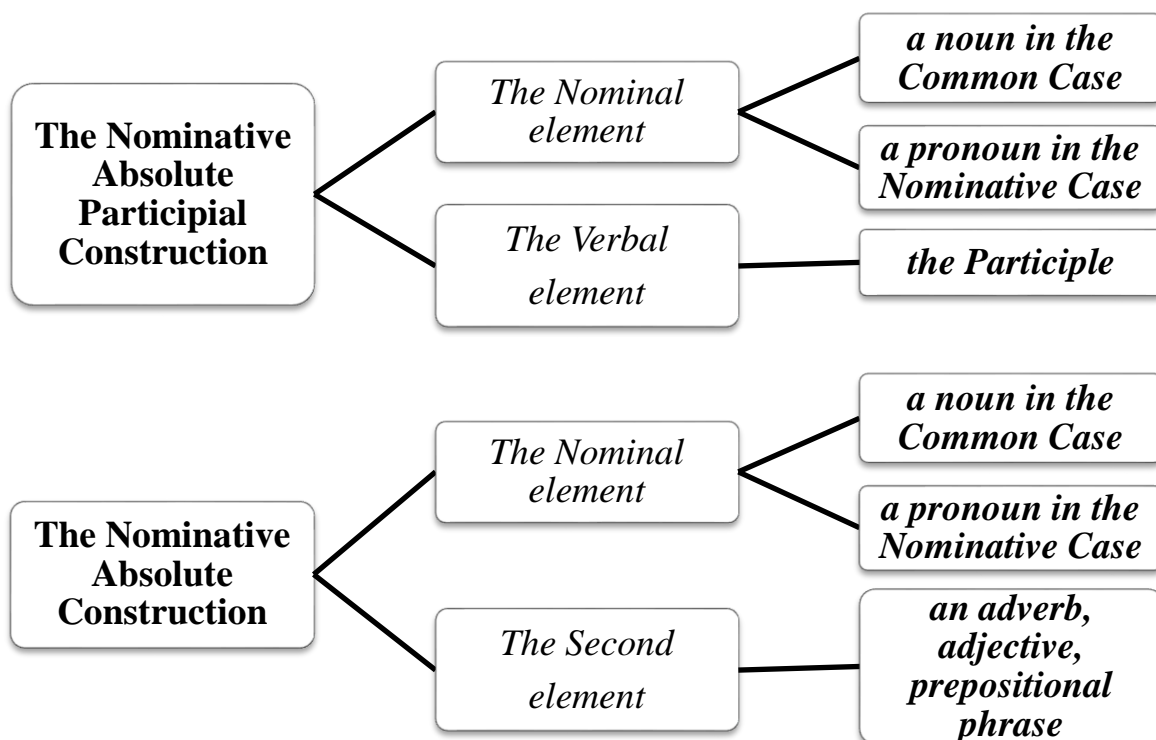 The Nominative
Absolute
Participial
Construction
The Nominal
element
a noun in the
Common Case
a pronoun in the
Nominative Case
The Verbal
element
the Participle
The Nominative
Absolute
Construction
The Nominal
element
a noun in the
Common Case
a pronoun in the
Nominative Case
The Second
element
an adverb,
adjective,
prepositional
phrase